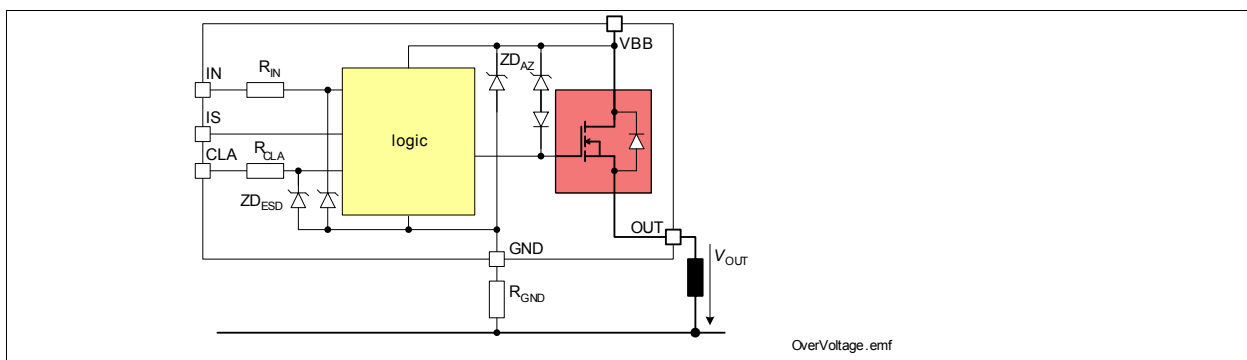 VBB
ZDAZ
IN
RIN
IS
logic
CLA
RCLA
ZDESD
OUT
GND
VOUT
RGND
OverVoltage.emf